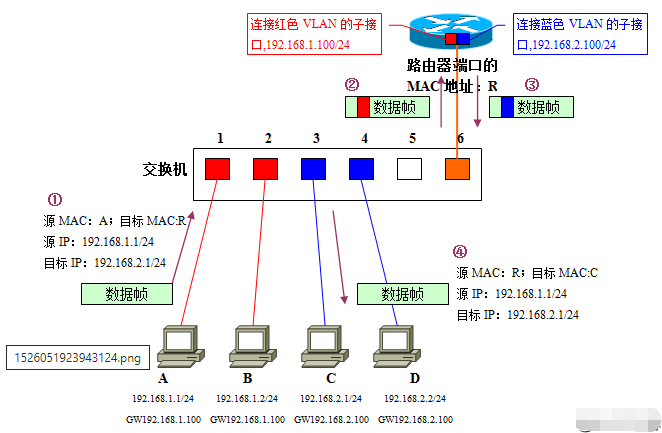 连接红色 VLAN 的子接
口,192.168.1.100/24
连接蓝色 VLAN 的子接
口,192.168.2.100/24
路由器端口的
MAC 地址：R
②
数据帧
③
数据帧
1 2 3 4 5 6
交换机
①
源 MAC：A；目标 MAC:R
源 IP：192.168.1.1/24
目标 IP：192.168.2.1/24
数据帧
④
源 MAC：R；目标 MAC:C
源 IP：192.168.1.1/24
目标 IP：192.168.2.1/24
数据帧
1526051923943124.png
A B C D
192.168.1.1/24 192.168.1.2/24 192.168.2.1/24 192.168.2.2/24
GW192.168.1.100 GW192.168.1.100 GW192.168.2.100 GW192.168.2.100